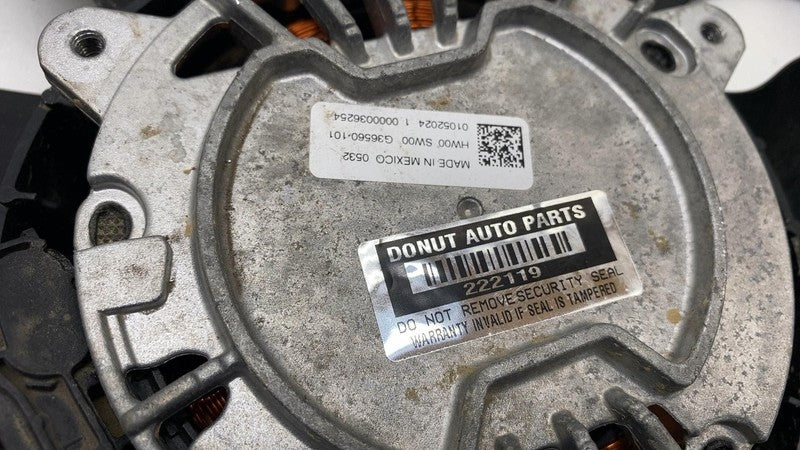 MADE IN MEXICO 0532
HW00 SW00 G36560-101
01052024 1 0000036254
DONUT AUTO PARTS
222119
DO NOT REMOVE SECURITY SEAL
WARRANTY INVALID IF SEAL IS TAMPERED